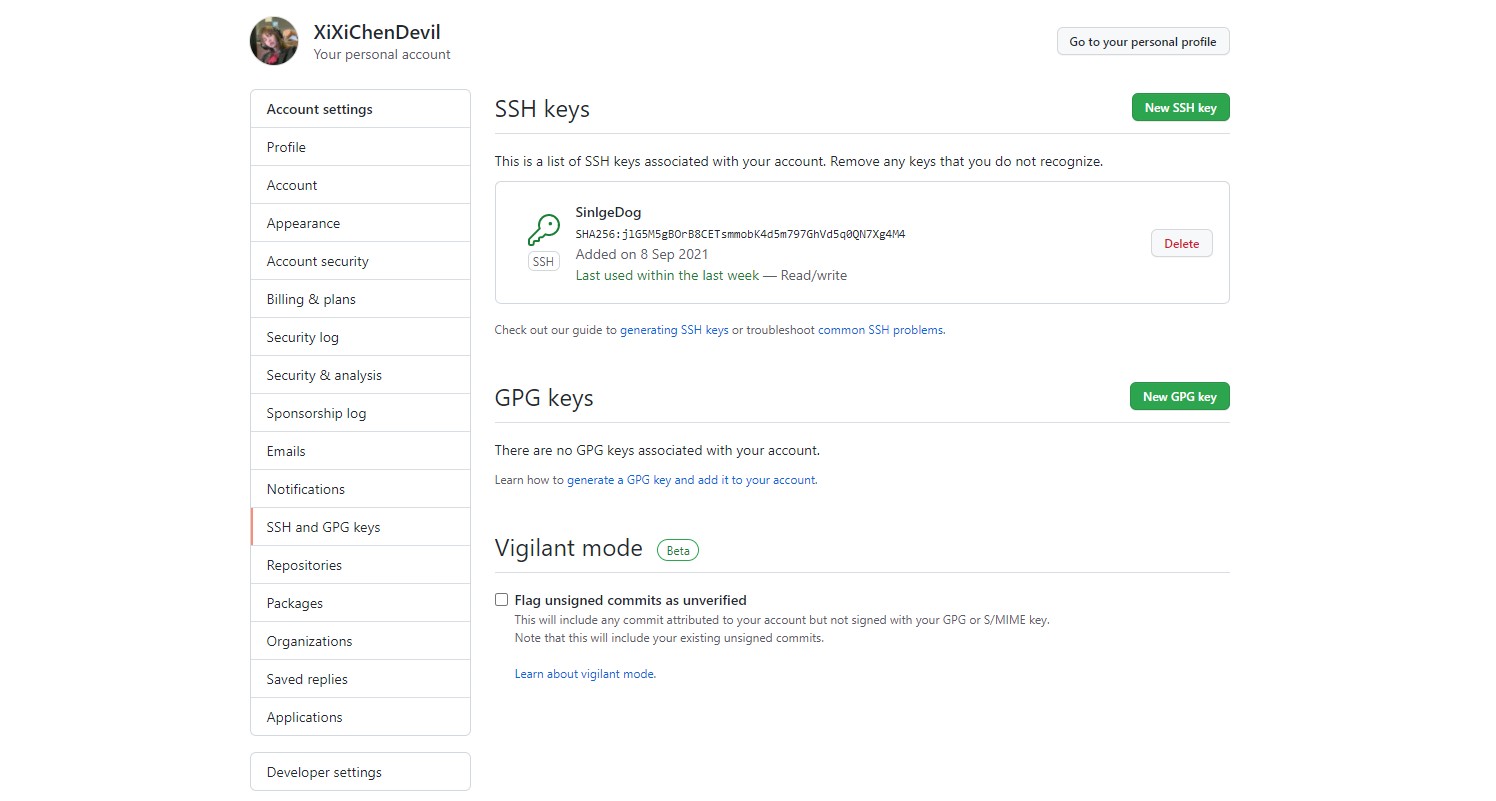 XiXiChenDevil
Your personal account
Go to your personal profile
Account settings
Profile
Account
Appearance
Account security
Billing & plans
Security log
Security & analysis
Sponsorship log
Emails
Notifications
SSH and GPG keys
Repositories
Packages
Organizations
Saved replies
Applications
Developer settings
SSH keys
New SSH key
This is a list of SSH keys associated with your account. Remove any keys that you do not recognize.
SinlgeDog
SHA256:jlG5M5gBOrB8CETsmmobK4d5m797GhVd5q0QN7Xg4M4
SSH
Added on 8 Sep 2021
Last used within the last week — Read/write
Delete
Check out our guide to generating SSH keys or troubleshoot common SSH problems.
GPG keys
New GPG key
There are no GPG keys associated with your account.
Learn how to generate a GPG key and add it to your account.
Vigilant mode Beta
Flag unsigned commits as unverified
This will include any commit attributed to your account but not signed with your GPG or S/MIME key.
Note that this will include your existing unsigned commits.
Learn about vigilant mode.